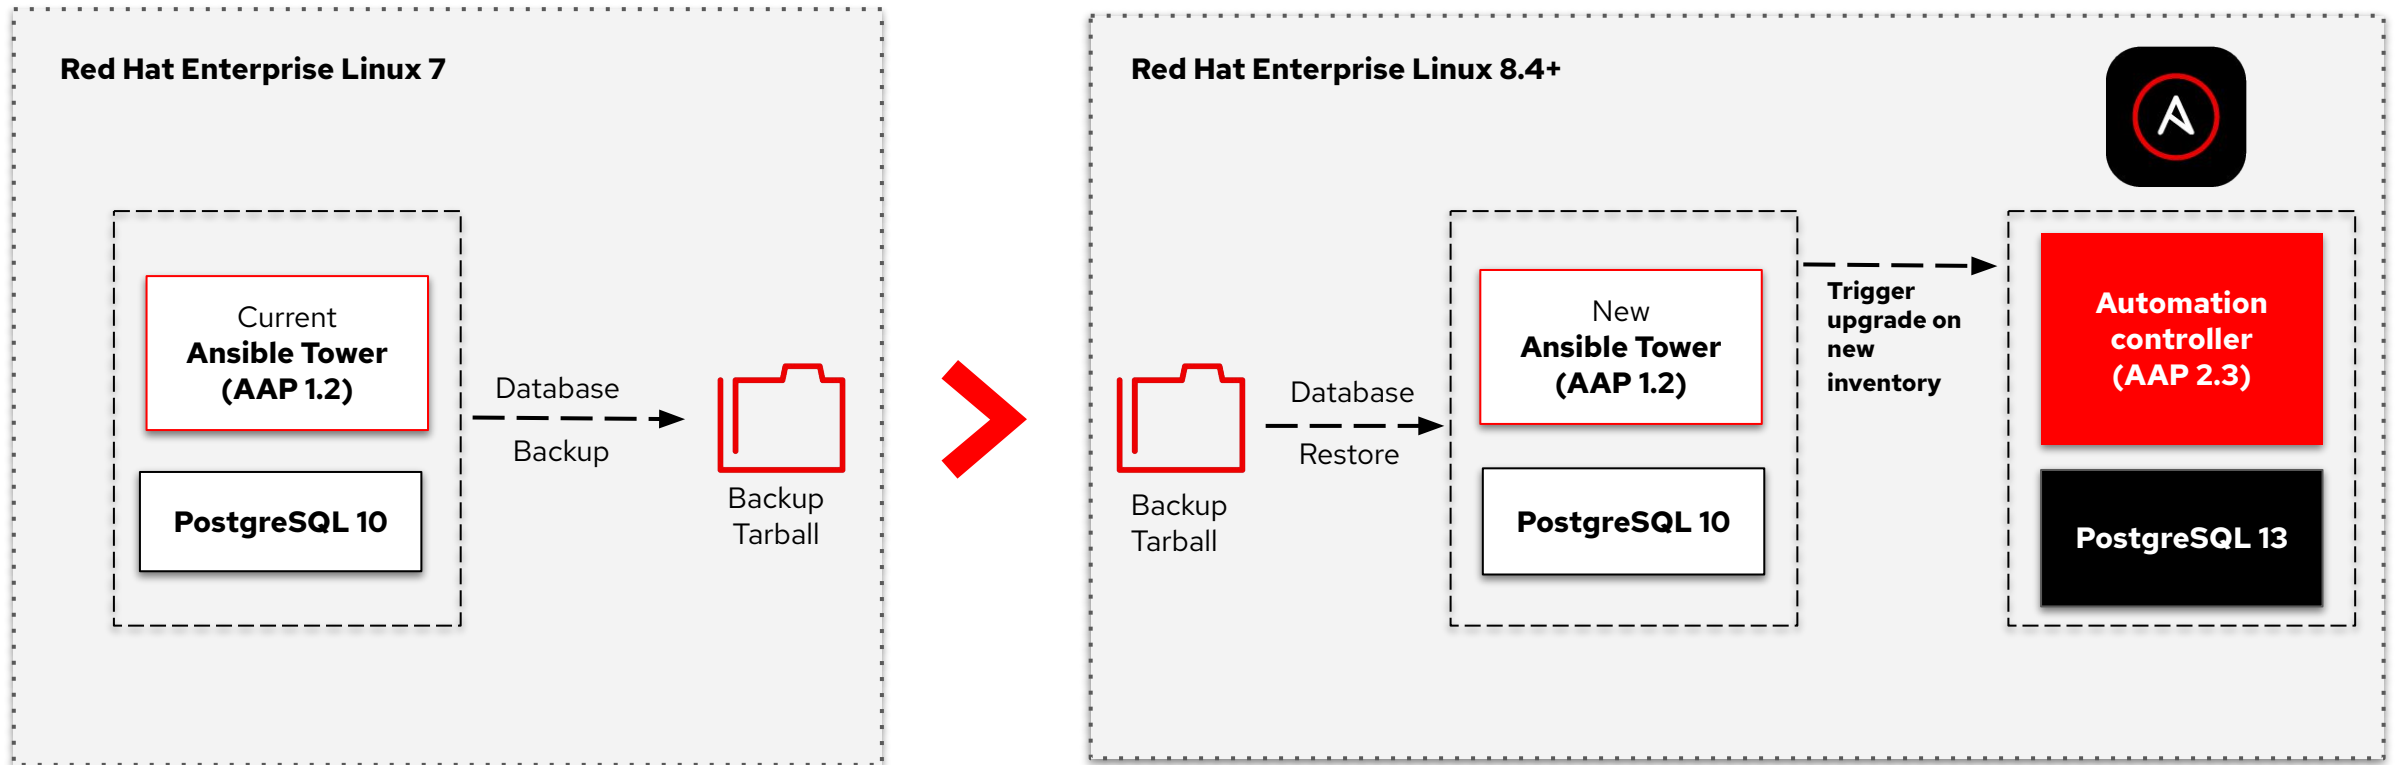 Red Hat Enterprise Linux 7
Current
Ansible Tower
(AAP 1.2)
PostgreSQL 10
Database
Backup
Backup
Tarball
Red Hat Enterprise Linux 8.4+
Backup
Tarball
Database
Restore
New
Ansible Tower
(AAP 1.2)
PostgreSQL 10
Trigger
upgrade on
new
inventory
Automation
controller
(AAP 2.3)
PostgreSQL 13